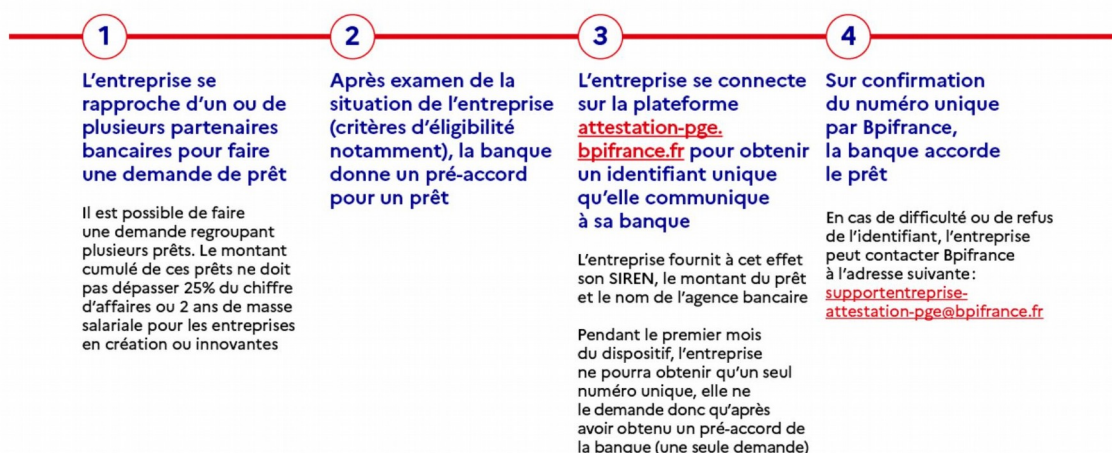 1
L'entreprise se
rapproche d'un ou de
plusieurs partenaires
bancaires pour faire
une demande de prêt
Il est possible de faire
une demande regroupant
plusieurs prêts. Le montant
cumulé de ces prêts ne doit
pas dépasser 25% du chiffre
d'affaires ou 2 ans de masse
salariale pour les entreprises
en création ou innovantes
2
Après examen de la
situation de l'entreprise
(critères d'éligibilité
notamment), la banque
donne un pré-accord
pour un prêt
3
L'entreprise se connecte
sur la plateforme
attestation-pge.
bpifrance.fr pour obtenir
un identifiant unique
qu'elle communique
à sa banque
L'entreprise fournit à cet effet
son SIREN, le montant du prêt
et le nom de l'agence bancaire
Pendant le premier mois
du dispositif, l'entreprise
ne pourra obtenir qu'un seul
numéro unique, elle ne
le demande donc qu'après
avoir obtenu un pré-accord de
la banque (une seule demande)
4
Sur confirmation
du numéro unique
par Bpifrance,
la banque accorde
le prêt
En cas de difficulté ou de refus
de l'identifiant, l'entreprise
peut contacter Bpifrance
à l'adresse suivante :
supportentreprise-
attestation-pge@bpifrance.fr